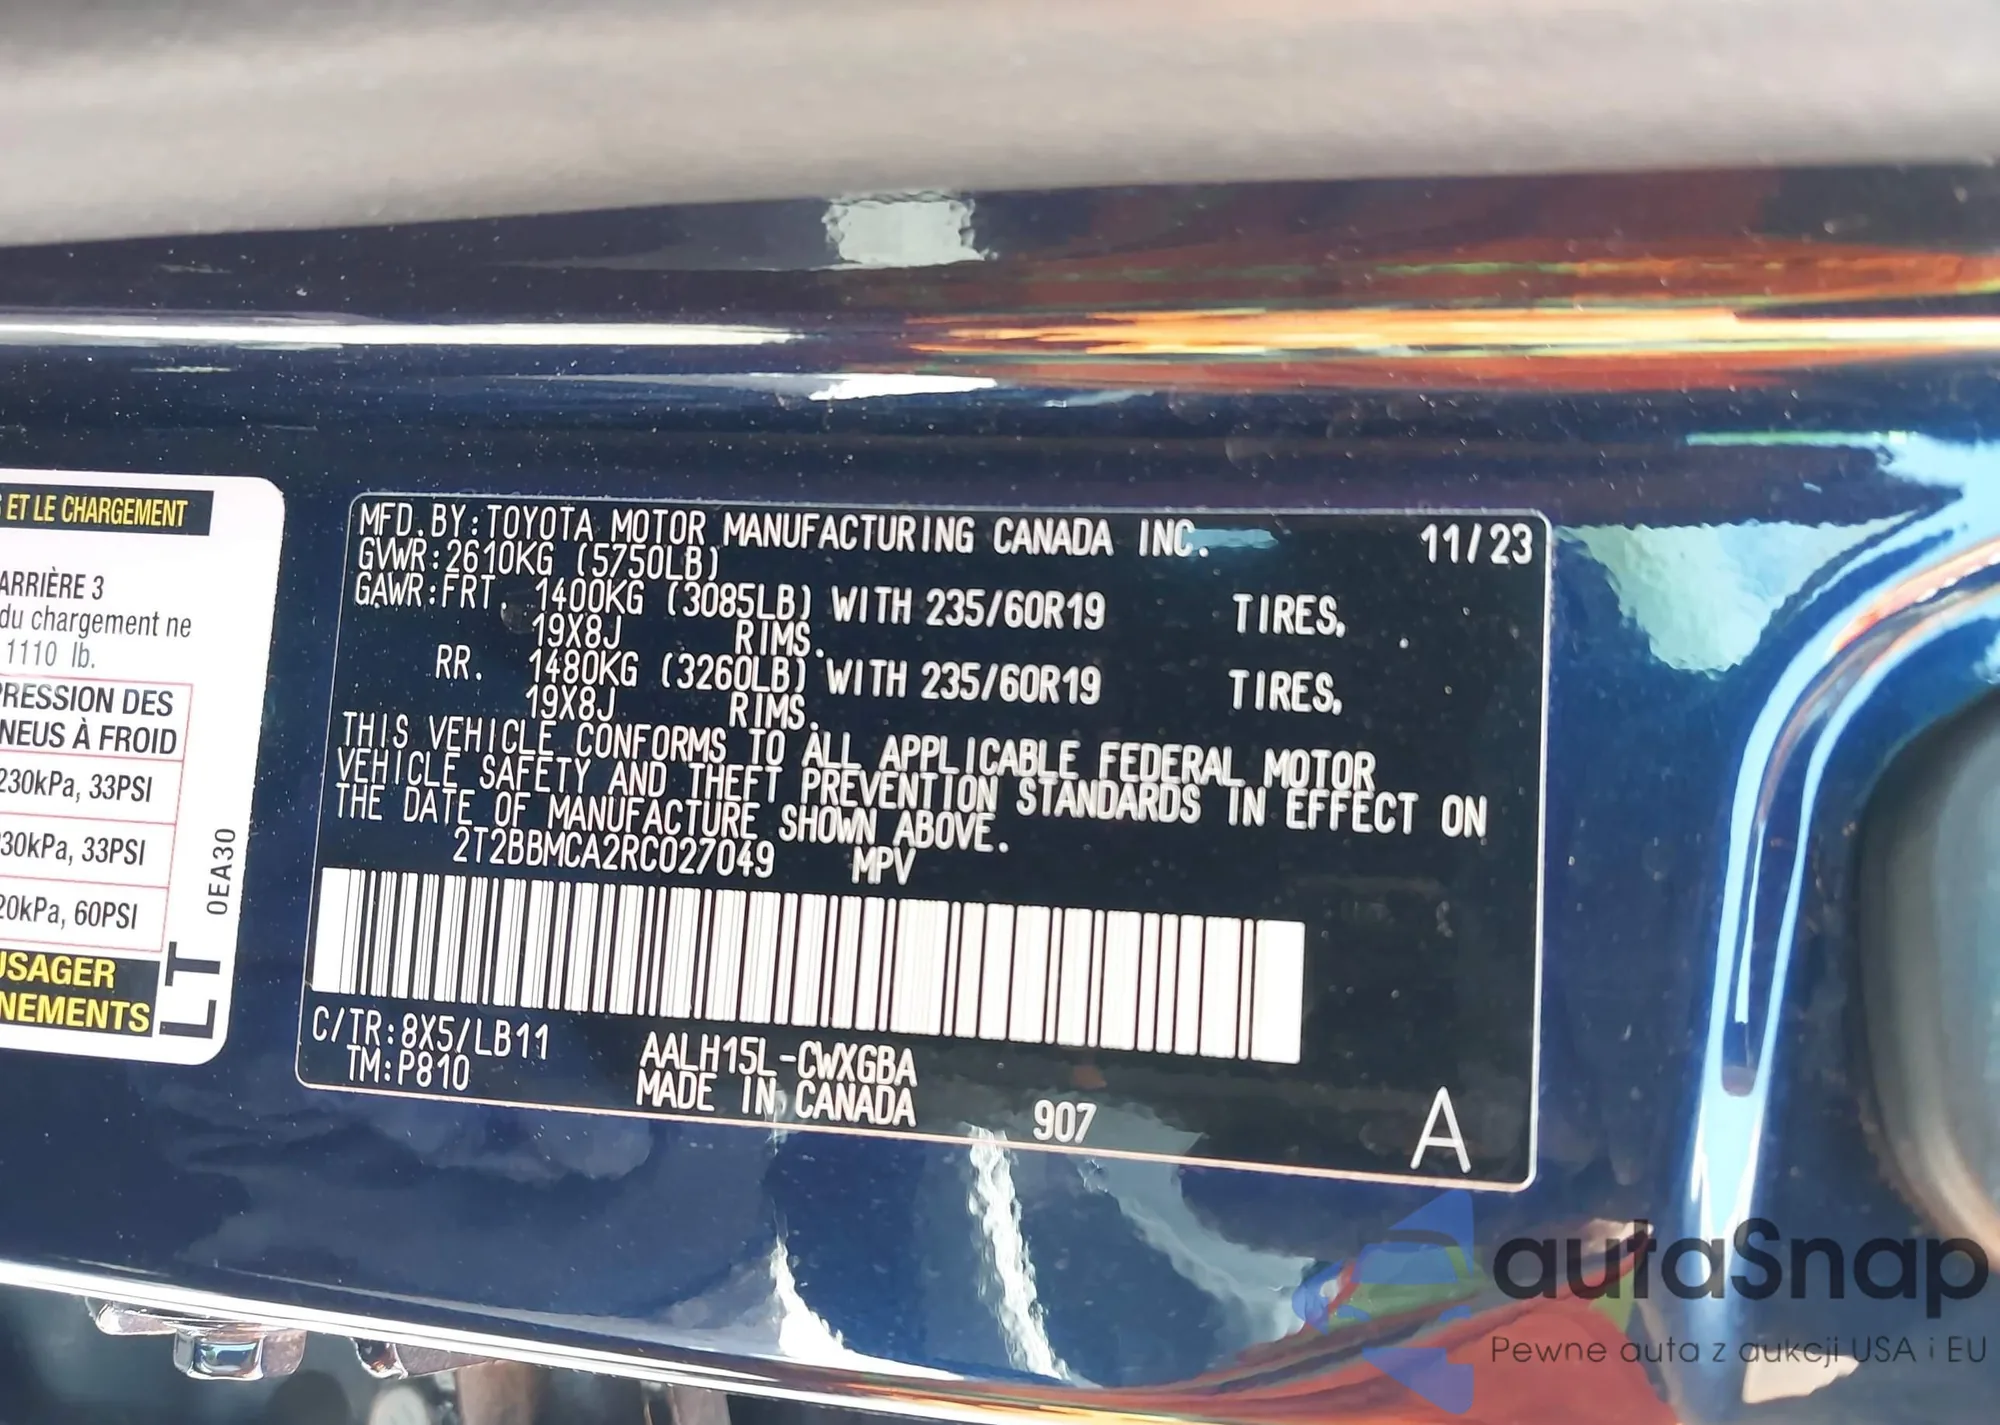 ET LE CHARGEMENT
ARRIÈRE 3
du chargement ne
1110 lb.
PRESSION DES
NEUS À FROID
230kPa, 33PSI
30kPa, 33PSI
20kPa, 60PSI
USAGER
NEMENTS
LT
0EA30
MFD.BY:TOYOTA MOTOR MANUFACTURING CANADA INC. 11/23
GVWR:2610KG (5750LB)
GAWR:FRT. 1400KG (3085LB) WITH 235/60R19 TIRES,
19X8J RIMS.
RR. 1480KG (3260LB) WITH 235/60R19 TIRES,
19X8J RIMS.
THIS VEHICLE CONFORMS TO ALL APPLICABLE FEDERAL MOTOR
VEHICLE SAFETY AND THEFT PREVENTION STANDARDS IN EFFECT ON
THE DATE OF MANUFACTURE SHOWN ABOVE.
2T2BBMCA2RC027049 MPV
C/TR:8X5/LB11 AALH15L-CWXGBA
TM:P810 MADE IN CANADA 907 A
autaSnap
Pewne auta z aukcji USA i EU